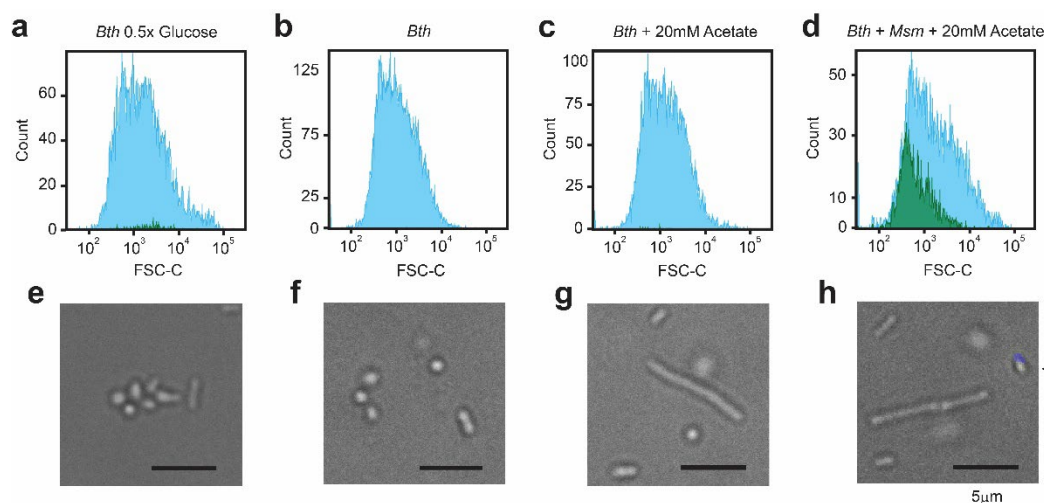 a
Bth 0.5x Glucose
Count
60
40
20
0
10² 10³ 10⁴ 10⁵
FSC-C
b
Bth
Count
125
75
25
0
10² 10³ 10⁴ 10⁵
FSC-C
c
Bth + 20mM Acetate
Count
100
75
50
25
0
10² 10³ 10⁴ 10⁵
FSC-C
d
Bth + Msm + 20mM Acetate
Count
50
30
10
0
10² 10³ 10⁴ 10⁵
FSC-C
e
f
g
h
5µm